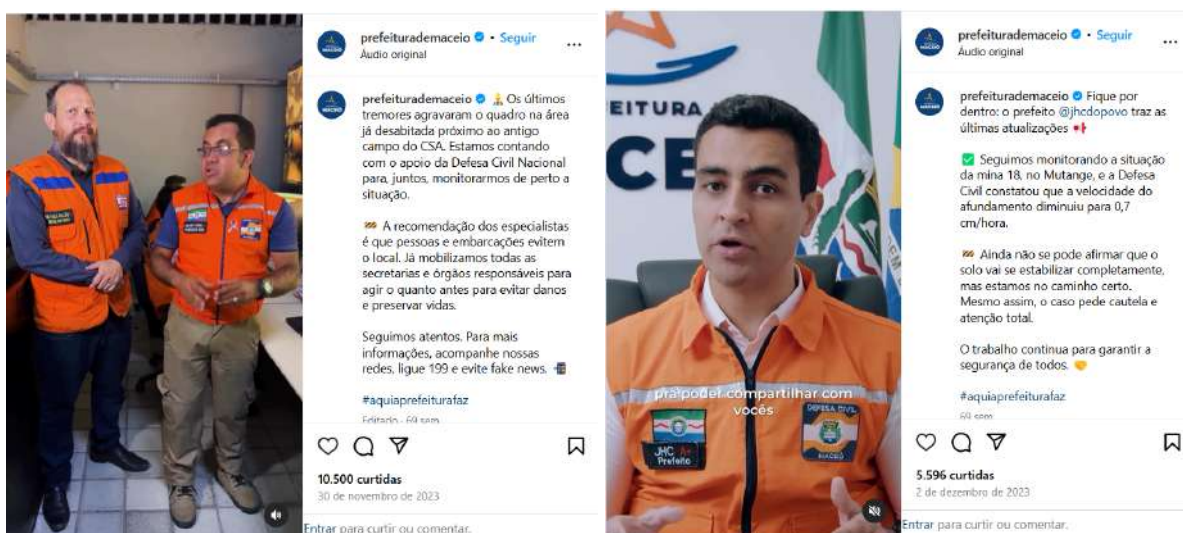 prefeiturademaceio • Seguir
Áudio original
prefeiturademaceio Os últimos
tremores agravaram o quadro na área
já desabitada próximo ao antigo
campo do CSA. Estamos contando
com o apoio da Defesa Civil Nacional
para, juntos, monitorarmos de perto a
situação.
A recomendação dos especialistas
é que pessoas e embarcações evitem
o local. Já mobilizamos todas as
secretarias e órgãos responsáveis para
agir o quanto antes para evitar danos
e preservar vidas.
Seguimos atentos. Para mais
informações, acompanhe nossas
redes, ligue 199 e evite fake news.
#aquiaprefeiturafaz
Editado · 69 sem
10.500 curtidas
30 de novembro de 2023
Entrar para curtir ou comentar.
EITURA
CE
pra poder compartilhar com
vocês
JHC
Prefeito
DEFESA CIVIL
MACEIÓ
prefeiturademaceio • Seguir
Áudio original
prefeiturademaceio Fique por
dentro: o prefeito @jhcdopovo traz as
últimas atualizações
Seguimos monitorando a situação
da mina 18, no Mutange, e a Defesa
Civil constatou que a velocidade do
afundamento diminuiu para 0,7
cm/hora.
Ainda não se pode afirmar que o
solo vai se estabilizar completamente,
mas estamos no caminho certo.
Mesmo assim, o caso pede cautela e
atenção total.
O trabalho continua para garantir a
segurança de todos.
#aquiaprefeiturafaz
69 sem
5.596 curtidas
2 de dezembro de 2023
Entrar para curtir ou comentar.